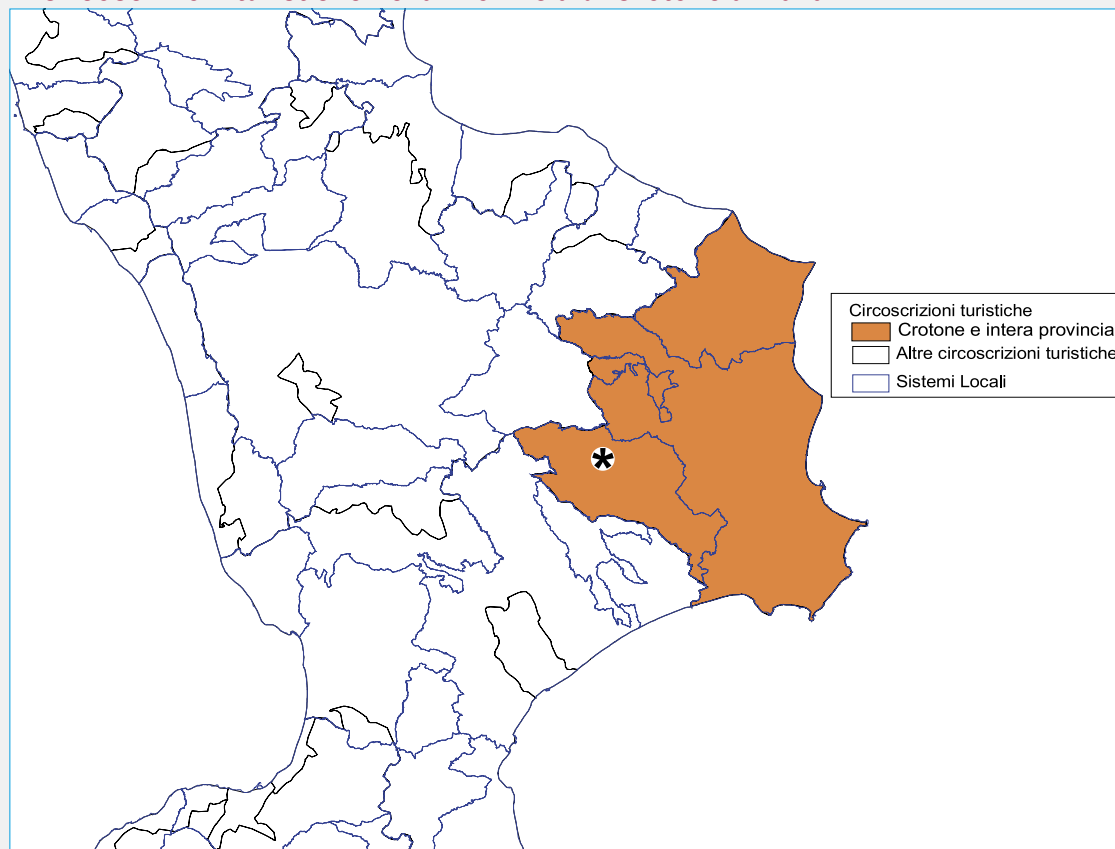 Circoscrizioni turistiche
Crotone e intera provincia
Altre circoscrizioni turistiche
Sistemi Locali
*